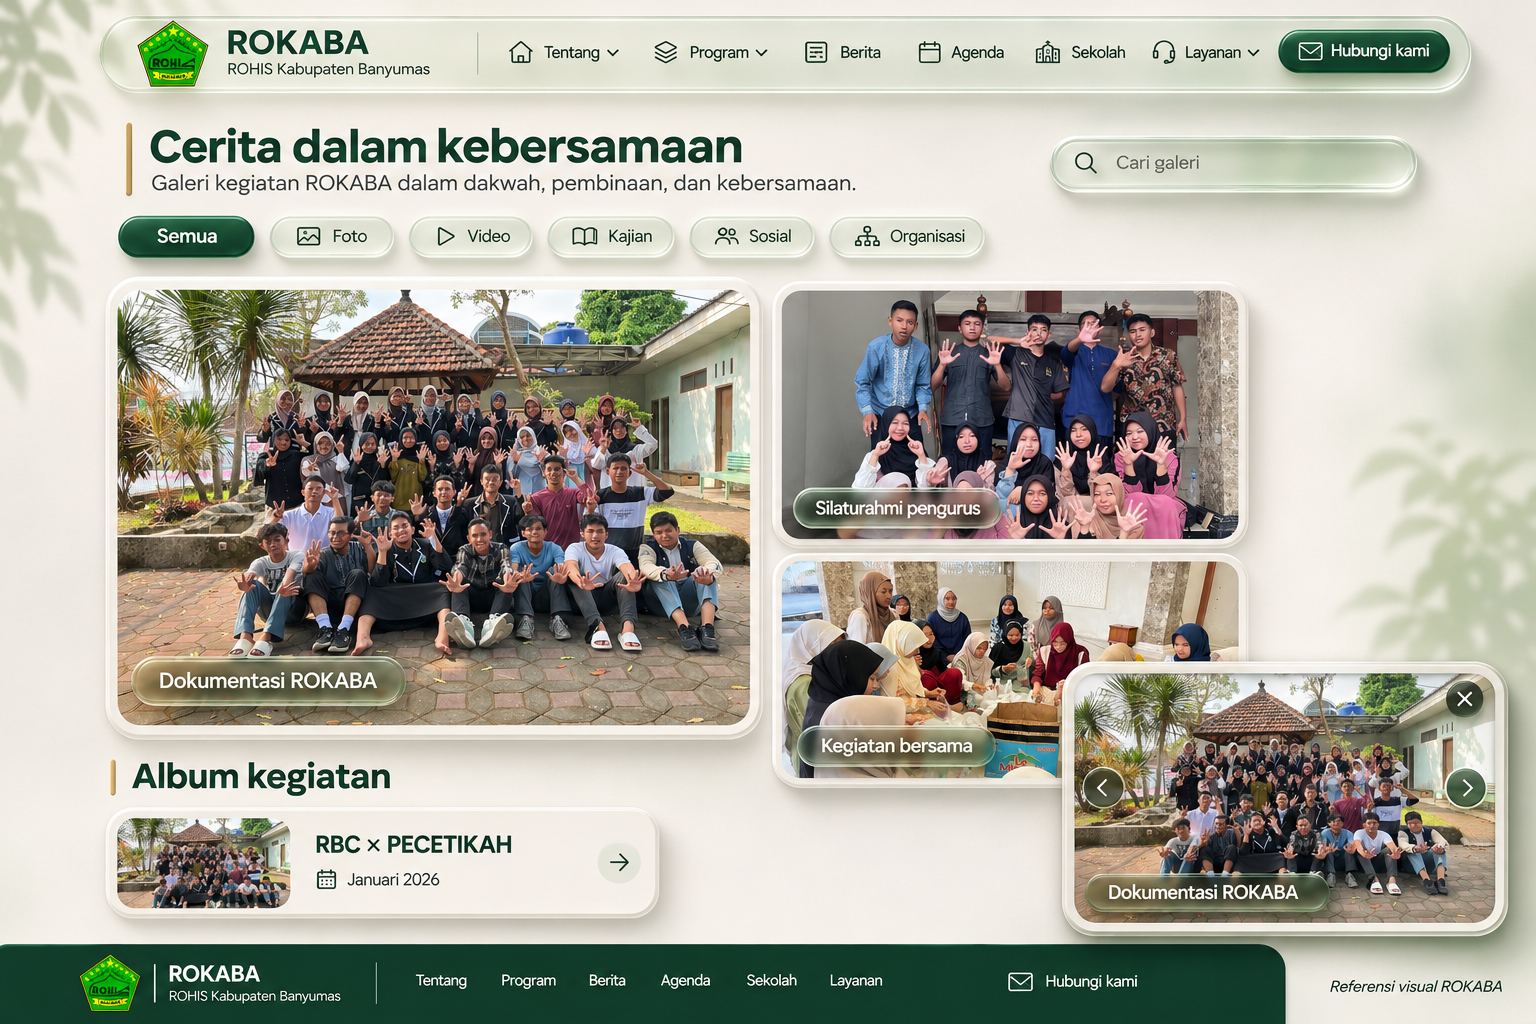 ROHIS
ROKABA
ROHIS Kabupaten Banyumas
Tentang
Program
Berita
Agenda
Sekolah
Layanan
Hubungi kami
Cerita dalam kebersamaan
Galeri kegiatan ROKABA dalam dakwah, pembinaan, dan kebersamaan.
Cari galeri
Semua
Foto
Video
Kajian
Sosial
Organisasi
Dokumentasi ROKABA
Silaturahmi pengurus
Kegiatan bersama
Dokumentasi ROKABA
Album kegiatan
RBC × PECETIKAH
Januari 2026
ROHIS
ROKABA
ROHIS Kabupaten Banyumas
Tentang
Program
Berita
Agenda
Sekolah
Layanan
Hubungi kami
Referensi visual ROKABA